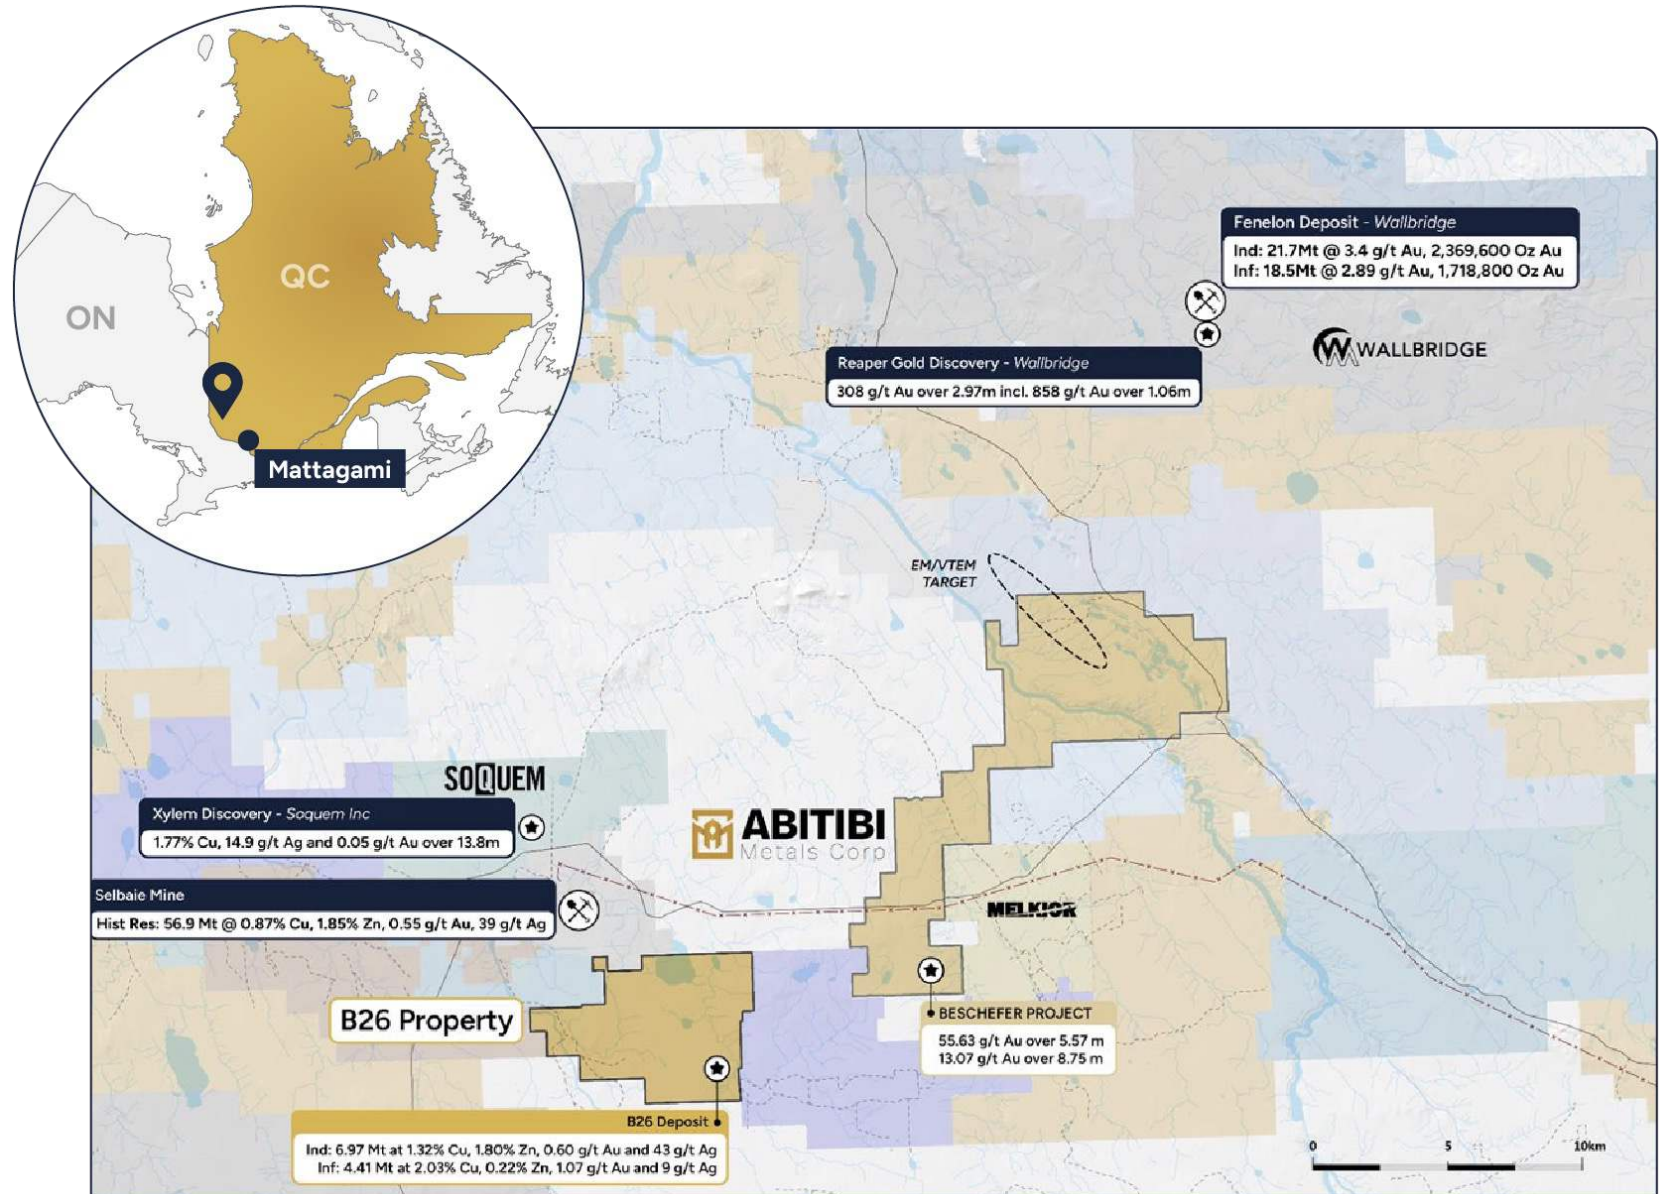 QC
ON
Mattagami
Fenelon Deposit - Wallbridge
Ind: 21.7Mt @ 3.4 g/t Au, 2,369,600 Oz Au
Inf: 18.5Mt @ 2.89 g/t Au, 1,718,800 Oz Au
WALLBRIDGE
Reaper Gold Discovery - Wallbridge
308 g/t Au over 2.97m incl. 858 g/t Au over 1.06m
EM/VTEM
TARGET
SOQUEM
Xylem Discovery - Soquem Inc
1.77% Cu, 14.9 g/t Ag and 0.05 g/t Au over 13.8m
ABITIBI
Metals Corp
Selbaie Mine
Hist Res: 56.9 Mt @ 0.87% Cu, 1.85% Zn, 0.55 g/t Au, 39 g/t Ag
MELKIOR
B26 Property
BESCHEFER PROJECT
55.63 g/t Au over 5.57 m
13.07 g/t Au over 8.75 m
B26 Deposit
Ind: 6.97 Mt at 1.32% Cu, 1.80% Zn, 0.60 g/t Au and 43 g/t Ag
Inf: 4.41 Mt at 2.03% Cu, 0.22% Zn, 1.07 g/t Au and 9 g/t Ag
0 5 10km